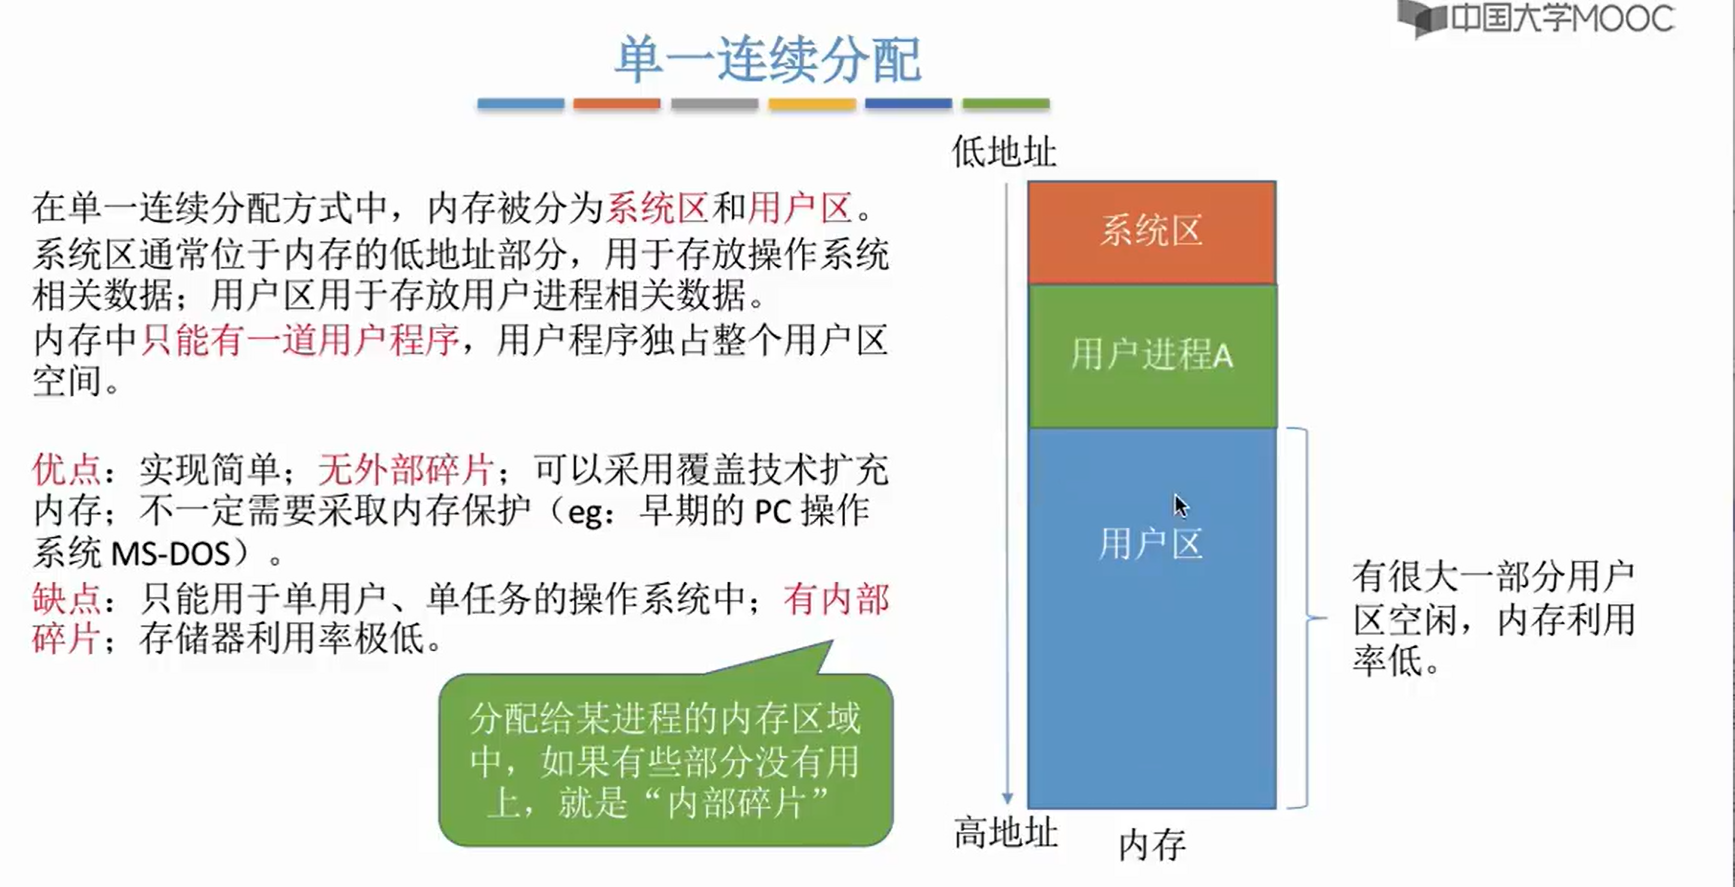 中国大学MOOC
单一连续分配
在单一连续分配方式中，内存被分为系统区和用户区。
系统区通常位于内存的低地址部分，用于存放操作系统
相关数据；用户区用于存放用户进程相关数据。
内存中只能有一道用户程序，用户程序独占整个用户区
空间。
优点：实现简单；无外部碎片；可以采用覆盖技术扩充
内存；不一定需要采取内存保护（eg：早期的 PC 操作
系统 MS-DOS）。
缺点：只能用于单用户、单任务的操作系统中；有内部
碎片；存储器利用率极低。
分配给某进程的内存区域
中，如果有些部分没有用
上，就是“内部碎片”
低地址
系统区
用户进程A
用户区
高地址
内存
有很大一部分用户
区空闲，内存利用
率低。